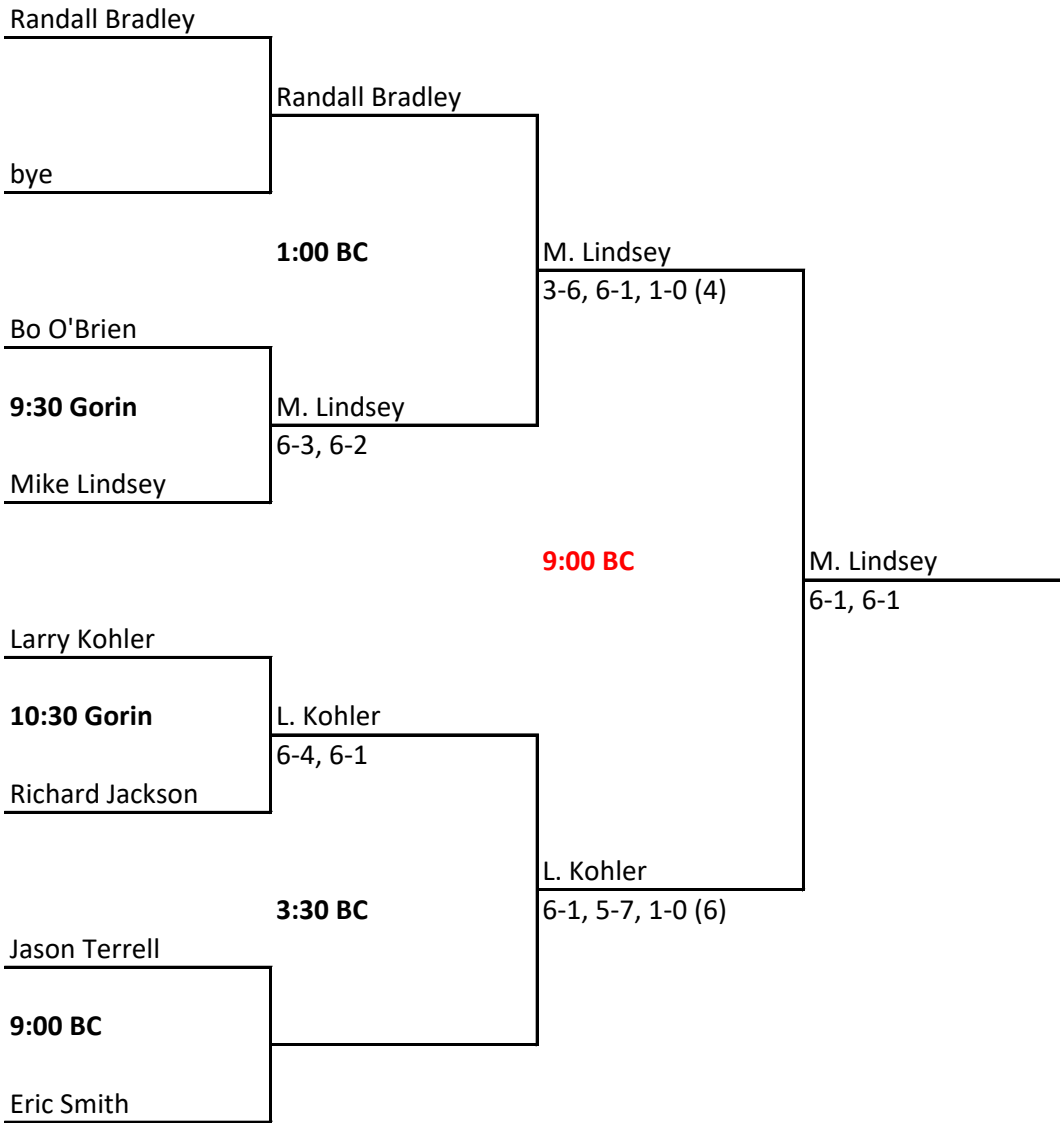 Randall Bradley
Randall Bradley
bye
1:00 BC
M. Lindsey
3-6, 6-1, 1-0 (4)
Bo O'Brien
9:30 Gorin
M. Lindsey
6-3, 6-2
Mike Lindsey
9:00 BC
M. Lindsey
6-1, 6-1
Larry Kohler
10:30 Gorin
L. Kohler
6-4, 6-1
Richard Jackson
L. Kohler
3:30 BC
6-1, 5-7, 1-0 (6)
Jason Terrell
9:00 BC
Eric Smith